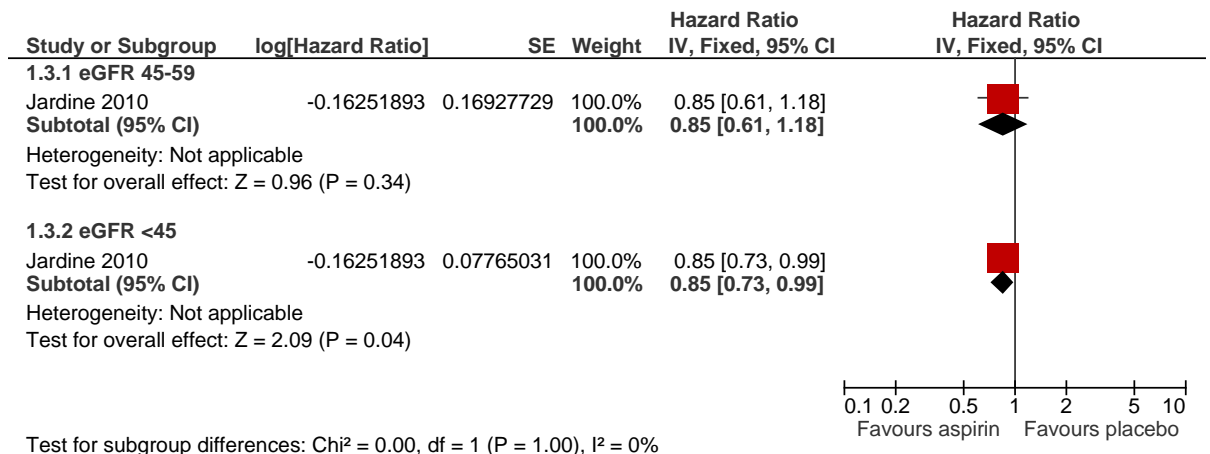 Hazard Ratio Hazard Ratio
Study or Subgroup log[Hazard Ratio] SE Weight IV, Fixed, 95% CI IV, Fixed, 95% CI
1.3.1 eGFR 45-59
Jardine 2010 -0.16251893 0.16927729 100.0% 0.85 [0.61, 1.18]
Subtotal (95% CI) 100.0% 0.85 [0.61, 1.18]
Heterogeneity: Not applicable
Test for overall effect: Z = 0.96 (P = 0.34)
1.3.2 eGFR <45
Jardine 2010 -0.16251893 0.07765031 100.0% 0.85 [0.73, 0.99]
Subtotal (95% CI) 100.0% 0.85 [0.73, 0.99]
Heterogeneity: Not applicable
Test for overall effect: Z = 2.09 (P = 0.04)
0.1 0.2 0.5 1 2 5 10
Favours aspirin Favours placebo
Test for subgroup differences: Chi² = 0.00, df = 1 (P = 1.00), I² = 0%